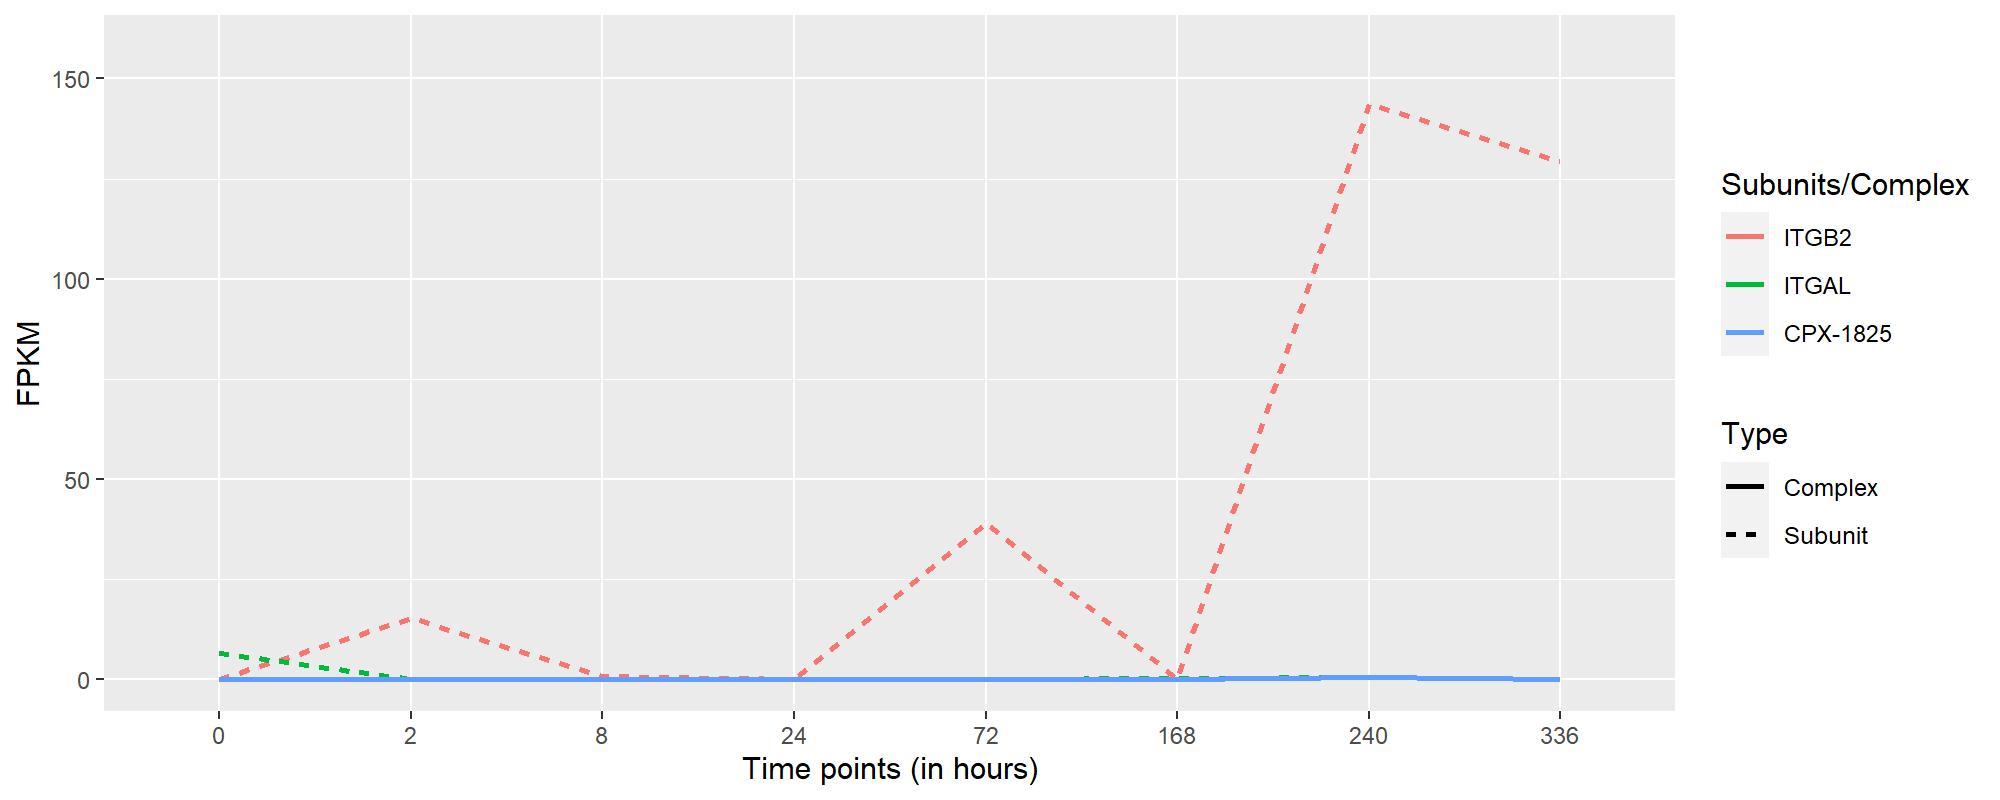 150
100
50
0
FPKM
0 2 8 24 72 168 240 336
Time points (in hours)
Subunits/Complex
ITGB2
ITGAL
CPX-1825
Type
Complex
Subunit